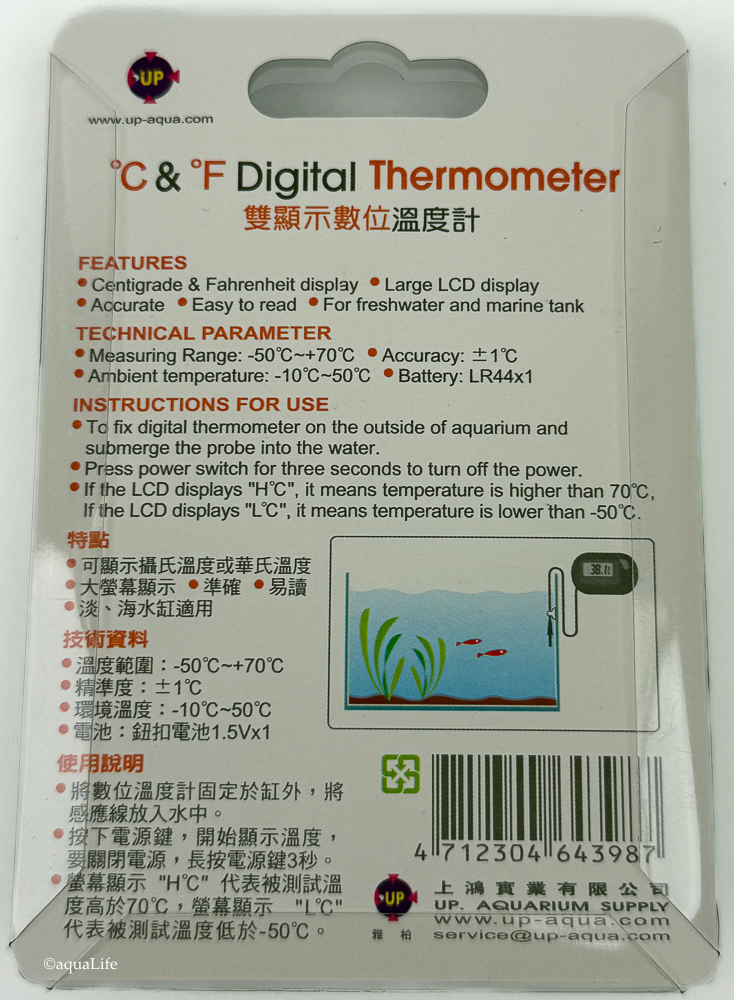 UP
www.up-aqua.com
℃ & ℉ Digital Thermometer
雙顯示數位溫度計
FEATURES
• Centigrade & Fahrenheit display • Large LCD display
• Accurate • Easy to read • For freshwater and marine tank
TECHNICAL PARAMETER
• Measuring Range: -50℃~+70℃ • Accuracy: ±1℃
• Ambient temperature: -10℃~50℃ • Battery: LR44x1
INSTRUCTIONS FOR USE
• To fix digital thermometer on the outside of aquarium and
submerge the probe into the water.
• Press power switch for three seconds to turn off the power.
• If the LCD displays "H℃", it means temperature is higher than 70℃,
If the LCD displays "L℃", it means temperature is lower than -50℃.
特點
• 可顯示攝氏溫度或華氏溫度
• 大螢幕顯示 • 準確 • 易讀
• 淡、海水缸適用
技術資料
• 溫度範圍：-50℃~+70℃
• 精準度：±1℃
• 環境溫度：-10℃~50℃
• 電池：鈕扣電池1.5Vx1
使用說明
• 將數位溫度計固定於缸外，將
感應線放入水中。
• 按下電源鍵，開始顯示溫度，
要關閉電源，長按電源鍵3秒。
• 螢幕顯示 "H℃" 代表被測試溫
度高於70℃，螢幕顯示 "L℃"
代表被測試溫度低於-50℃。
4 712304 643987
UP
雅柏
上鴻實業有限公司
UP. AQUARIUM SUPPLY
www.up-aqua.com
service@up-aqua.com
©aquaLife